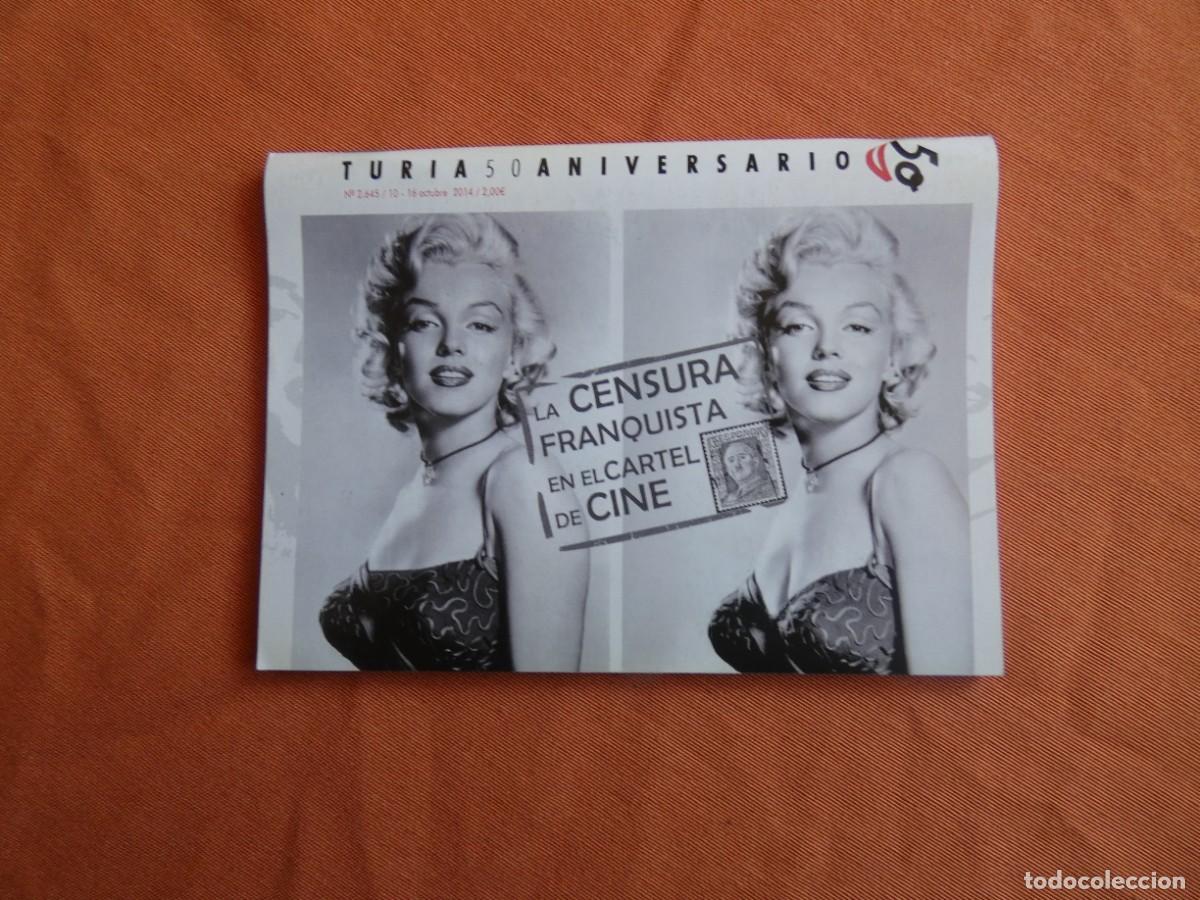 TURIA 50 ANIVERSARIO
50
Nº 2.645 / 10 - 16 octubre 2014 / 2,00€
LA CENSURA
FRANQUISTA
EN EL CARTEL
DE CINE
todocoleccion